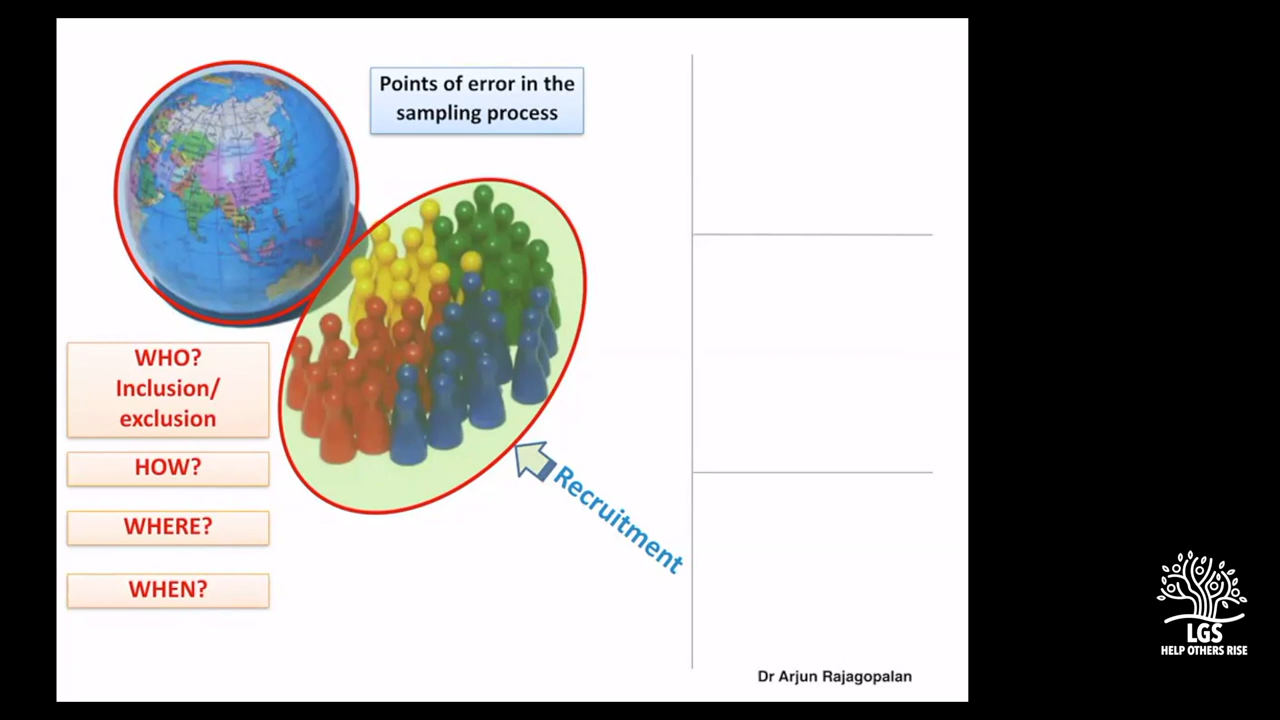 Points of error in the
sampling process
WHO?
Inclusion/
exclusion
HOW?
WHERE?
WHEN?
Recruitment
Dr Arjun Rajagopalan
LGS
HELP OTHERS RISE